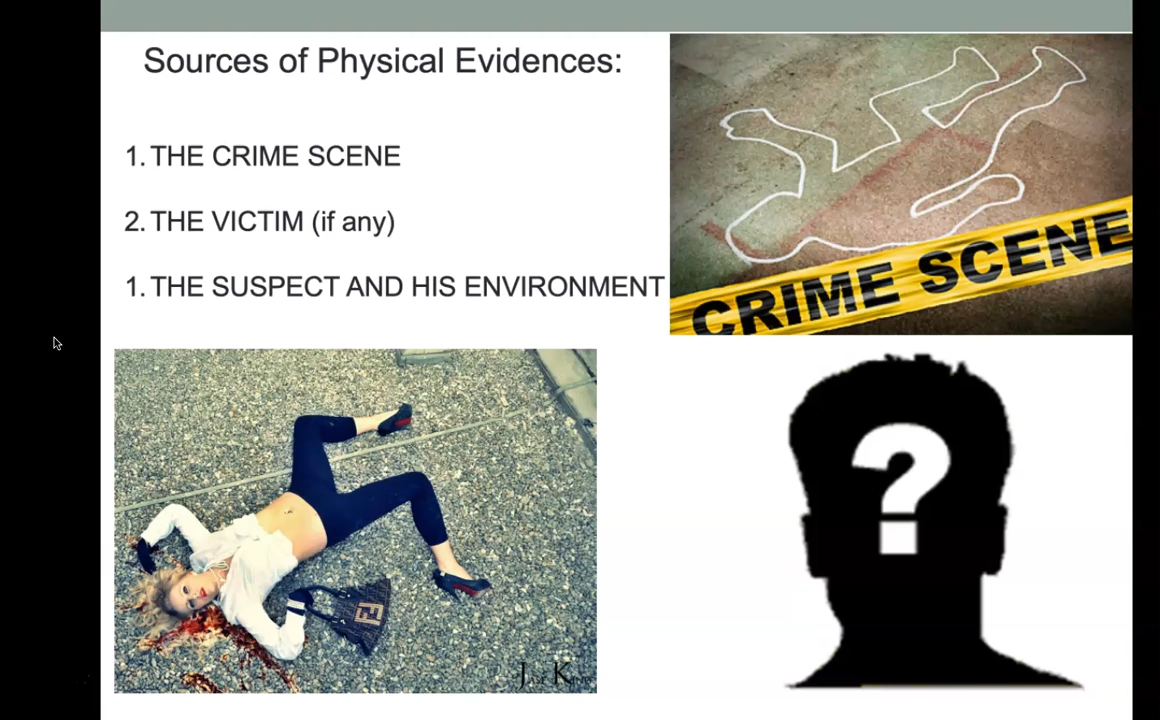 Sources of Physical Evidences:
1. THE CRIME SCENE
2. THE VICTIM (if any)
1. THE SUSPECT AND HIS ENVIRONMENT
CRIME SCENE
?